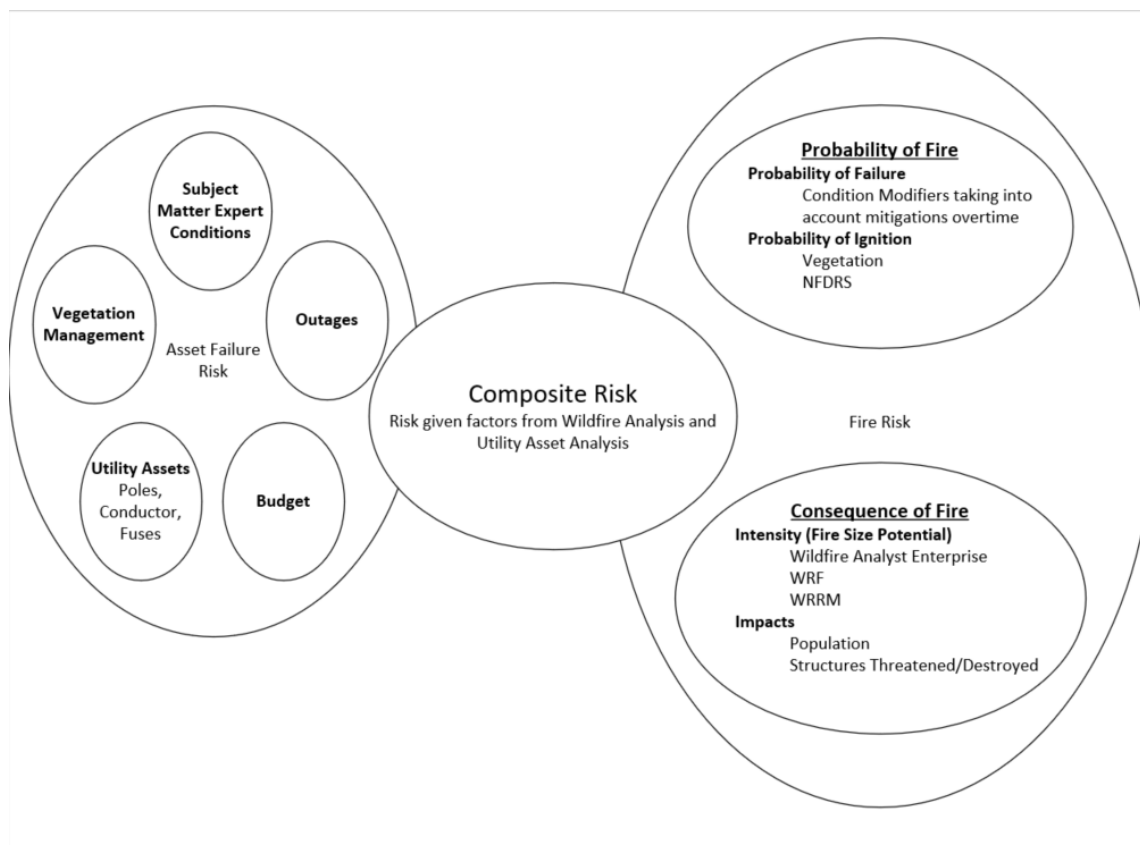 Subject
Matter Expert
Conditions
Vegetation
Management
Outages
Asset Failure
Risk
Utility Assets
Poles,
Conductor,
Fuses
Budget
Composite Risk
Risk given factors from Wildfire Analysis and
Utility Asset Analysis
Probability of Fire
Probability of Failure
Condition Modifiers taking into
account mitigations overtime
Probability of Ignition
Vegetation
NFDRS
Fire Risk
Consequence of Fire
Intensity (Fire Size Potential)
Wildfire Analyst Enterprise
WRF
WRRM
Impacts
Population
Structures Threatened/Destroyed